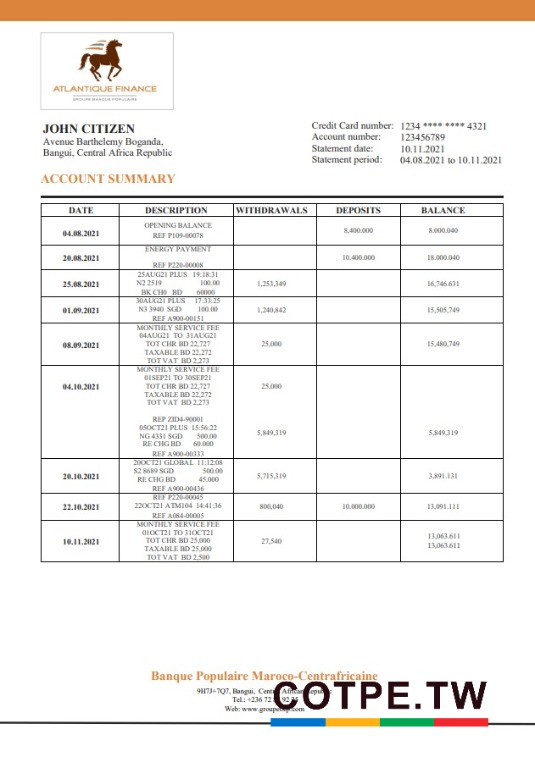 ATLANTIQUE FINANCE
GROUPE BANQUE POPULAIRE
JOHN CITIZEN
Avenue Barthelemy Boganda,
Bangui, Central Africa Republic
Credit Card number: 1234 **** **** 4321
Account number: 123456789
Statement date: 10.11.2021
Statement period: 04.08.2021 to 10.11.2021
ACCOUNT SUMMARY
DATE DESCRIPTION WITHDRAWALS DEPOSITS BALANCE
04.08.2021 OPENING BALANCE 8,400.000 8.000.040
REF P109-00078
20.08.2021 ENERGY PAYMENT 10.400.000 18.000.040
REF P220-00008
25.08.2021 25AUG21 PLUS 19:18:31 1,253,349 16,746.631
N2 2519 100.00
BK CH0 BD 60000
01.09.2021 30AUG21 PLUS 17:33:25 1,240,842 15,505,749
N3 3940 SGD 100.00
REF A900-00151
08.09.2021 MONTHLY SERVICE FEE 25,000 15,480,749
04AUG21 TO 31AUG21
TOT CHR BD 22,727
TAXABLE BD 22,272
TOT VAT BD 2,273
04.10.2021 MONTHLY SERVICE FEE 25,000
01SEP21 TO 30SEP21
TOT CHR BD 22,727
TAXABLE BD 22,272
TOT VAT BD 2,273
REP ZID4-90001
05OCT21 PLUS 15:56:22 5,849,319 5,849,319
NG 4331 SGD 500.00
RE CHG BD 60.000
REF A900-00333
20.10.2021 20OCT21 GLOBAL 11:12:08 5,715,319 3,891.131
S2 8689 SGD 500.00
RE CHG BD 45.000
REF A900-00436
22.10.2021 REF P220-00045 800,040 10.000.000 13,091.111
22OCT21 ATM104 14:41:36
REF A084-00005
10.11.2021 MONTHLY SERVICE FEE 27,540 13,063.611
01OCT21 TO 31OCT21 13,063.611
TOT CHR BD 25,000
TAXABLE BD 25,000
TOT VAT BD 2,500
Banque Populaire Maroco-Centrafricaine
9H7J+7Q7, Bangui,
Tel.: +236 72
Web:
COTPE.TW